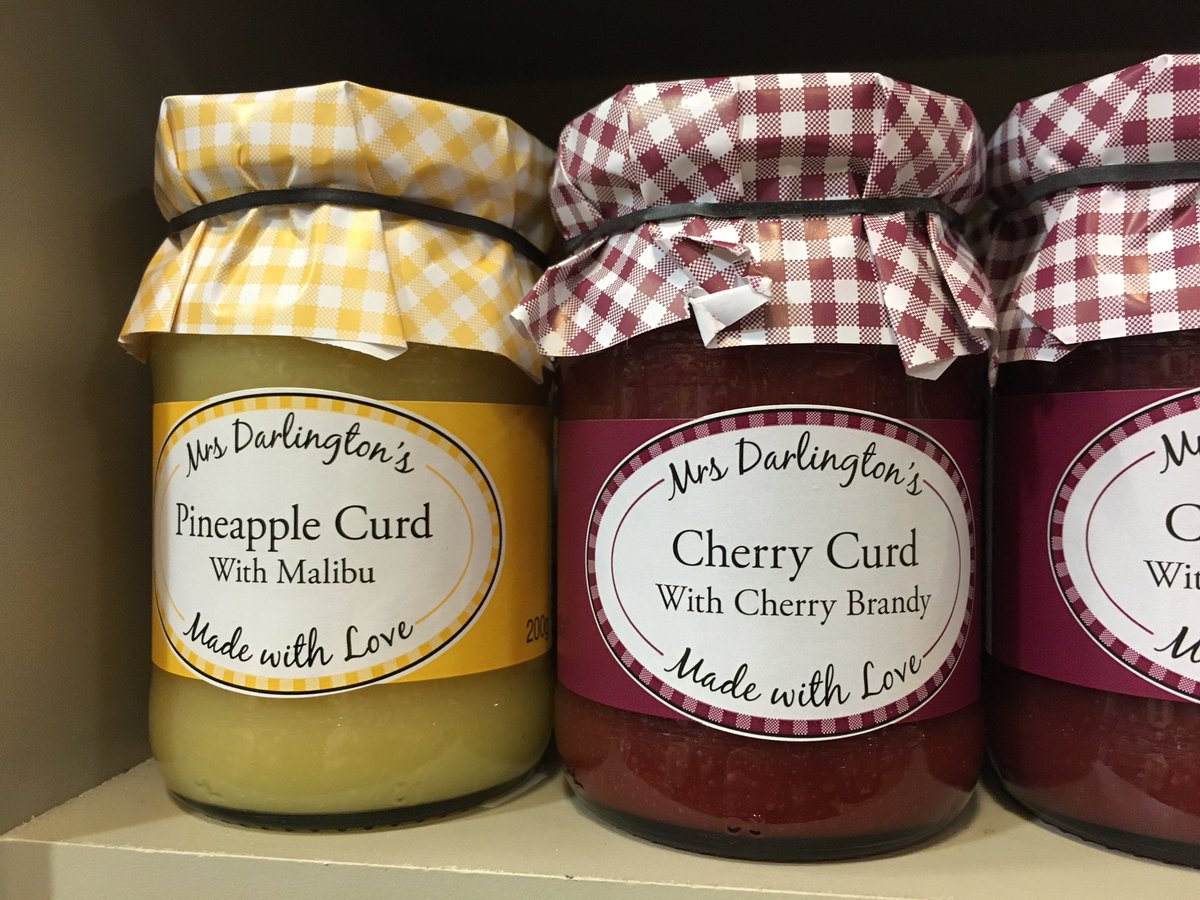 Mrs Darlington's
Pineapple Curd
With Malibu
Made with Love
200g
Mrs Darlington's
Cherry Curd
With Cherry Brandy
Made with Love